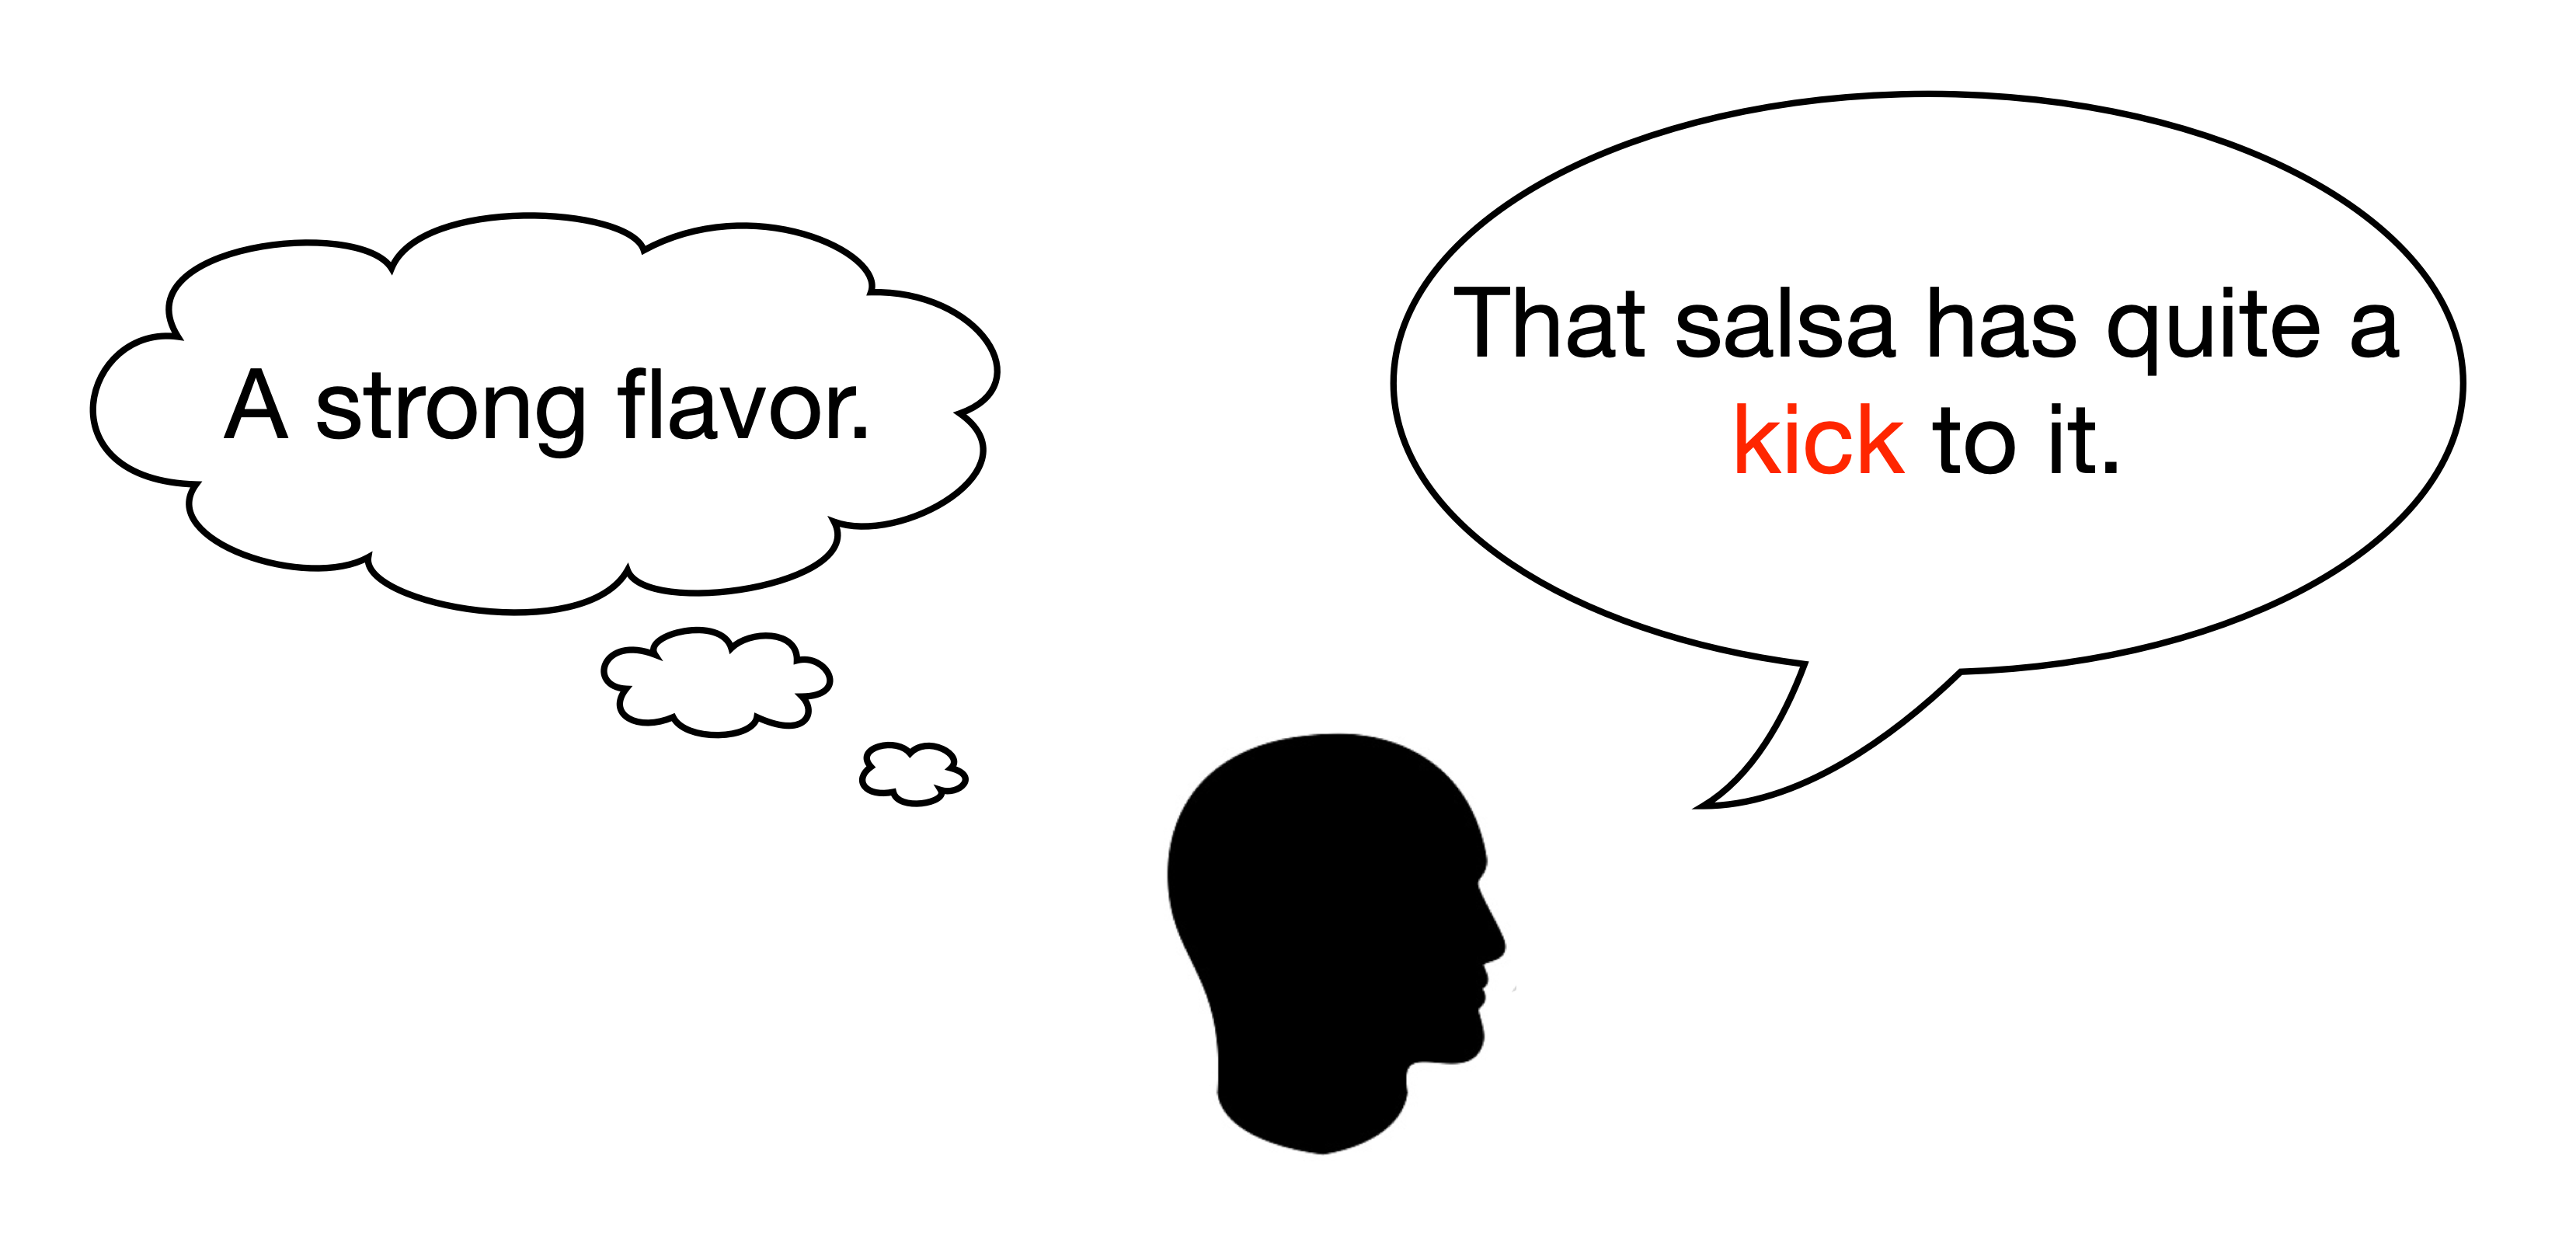 A strong flavor.
That salsa has quite a
kick to it.